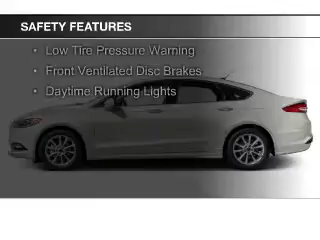 SAFETY FEATURES
• Low Tire Pressure Warning
• Front Ventilated Disc Brakes
• Daytime Running Lights